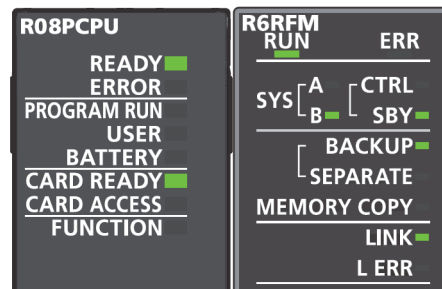 R08PCPU
READY
ERROR
PROGRAM RUN
USER
BATTERY
CARD READY
CARD ACCESS
FUNCTION
R6RFM
RUN ERR
SYS A CTRL
B SBY
BACKUP
SEPARATE
MEMORY COPY
LINK
L ERR